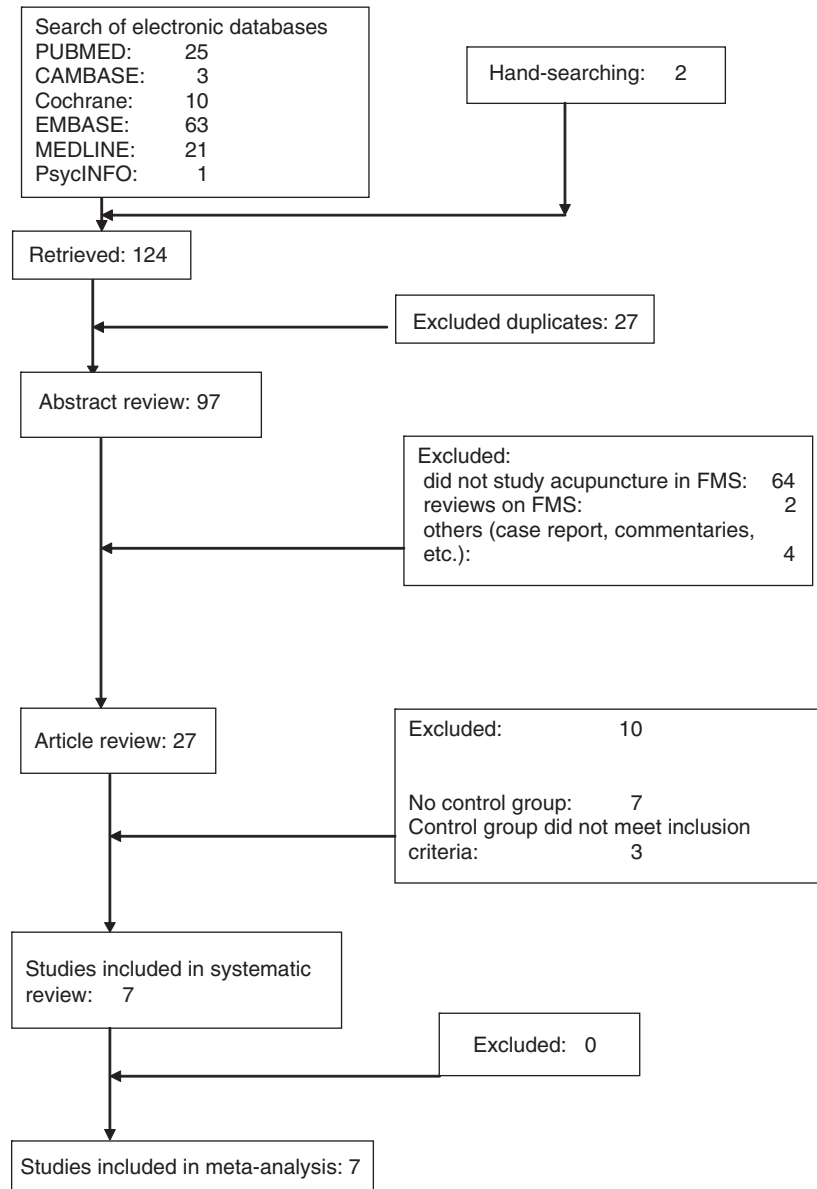 Search of electronic databases
PUBMED: 25
CAMBASE: 3
Cochrane: 10
EMBASE: 63
MEDLINE: 21
PsycINFO: 1
Hand-searching: 2
Retrieved: 124
Excluded duplicates: 27
Abstract review: 97
Excluded:
did not study acupuncture in FMS: 64
reviews on FMS: 2
others (case report, commentaries,
etc.): 4
Article review: 27
Excluded: 10
No control group: 7
Control group did not meet inclusion
criteria: 3
Studies included in systematic
review: 7
Excluded: 0
Studies included in meta-analysis: 7